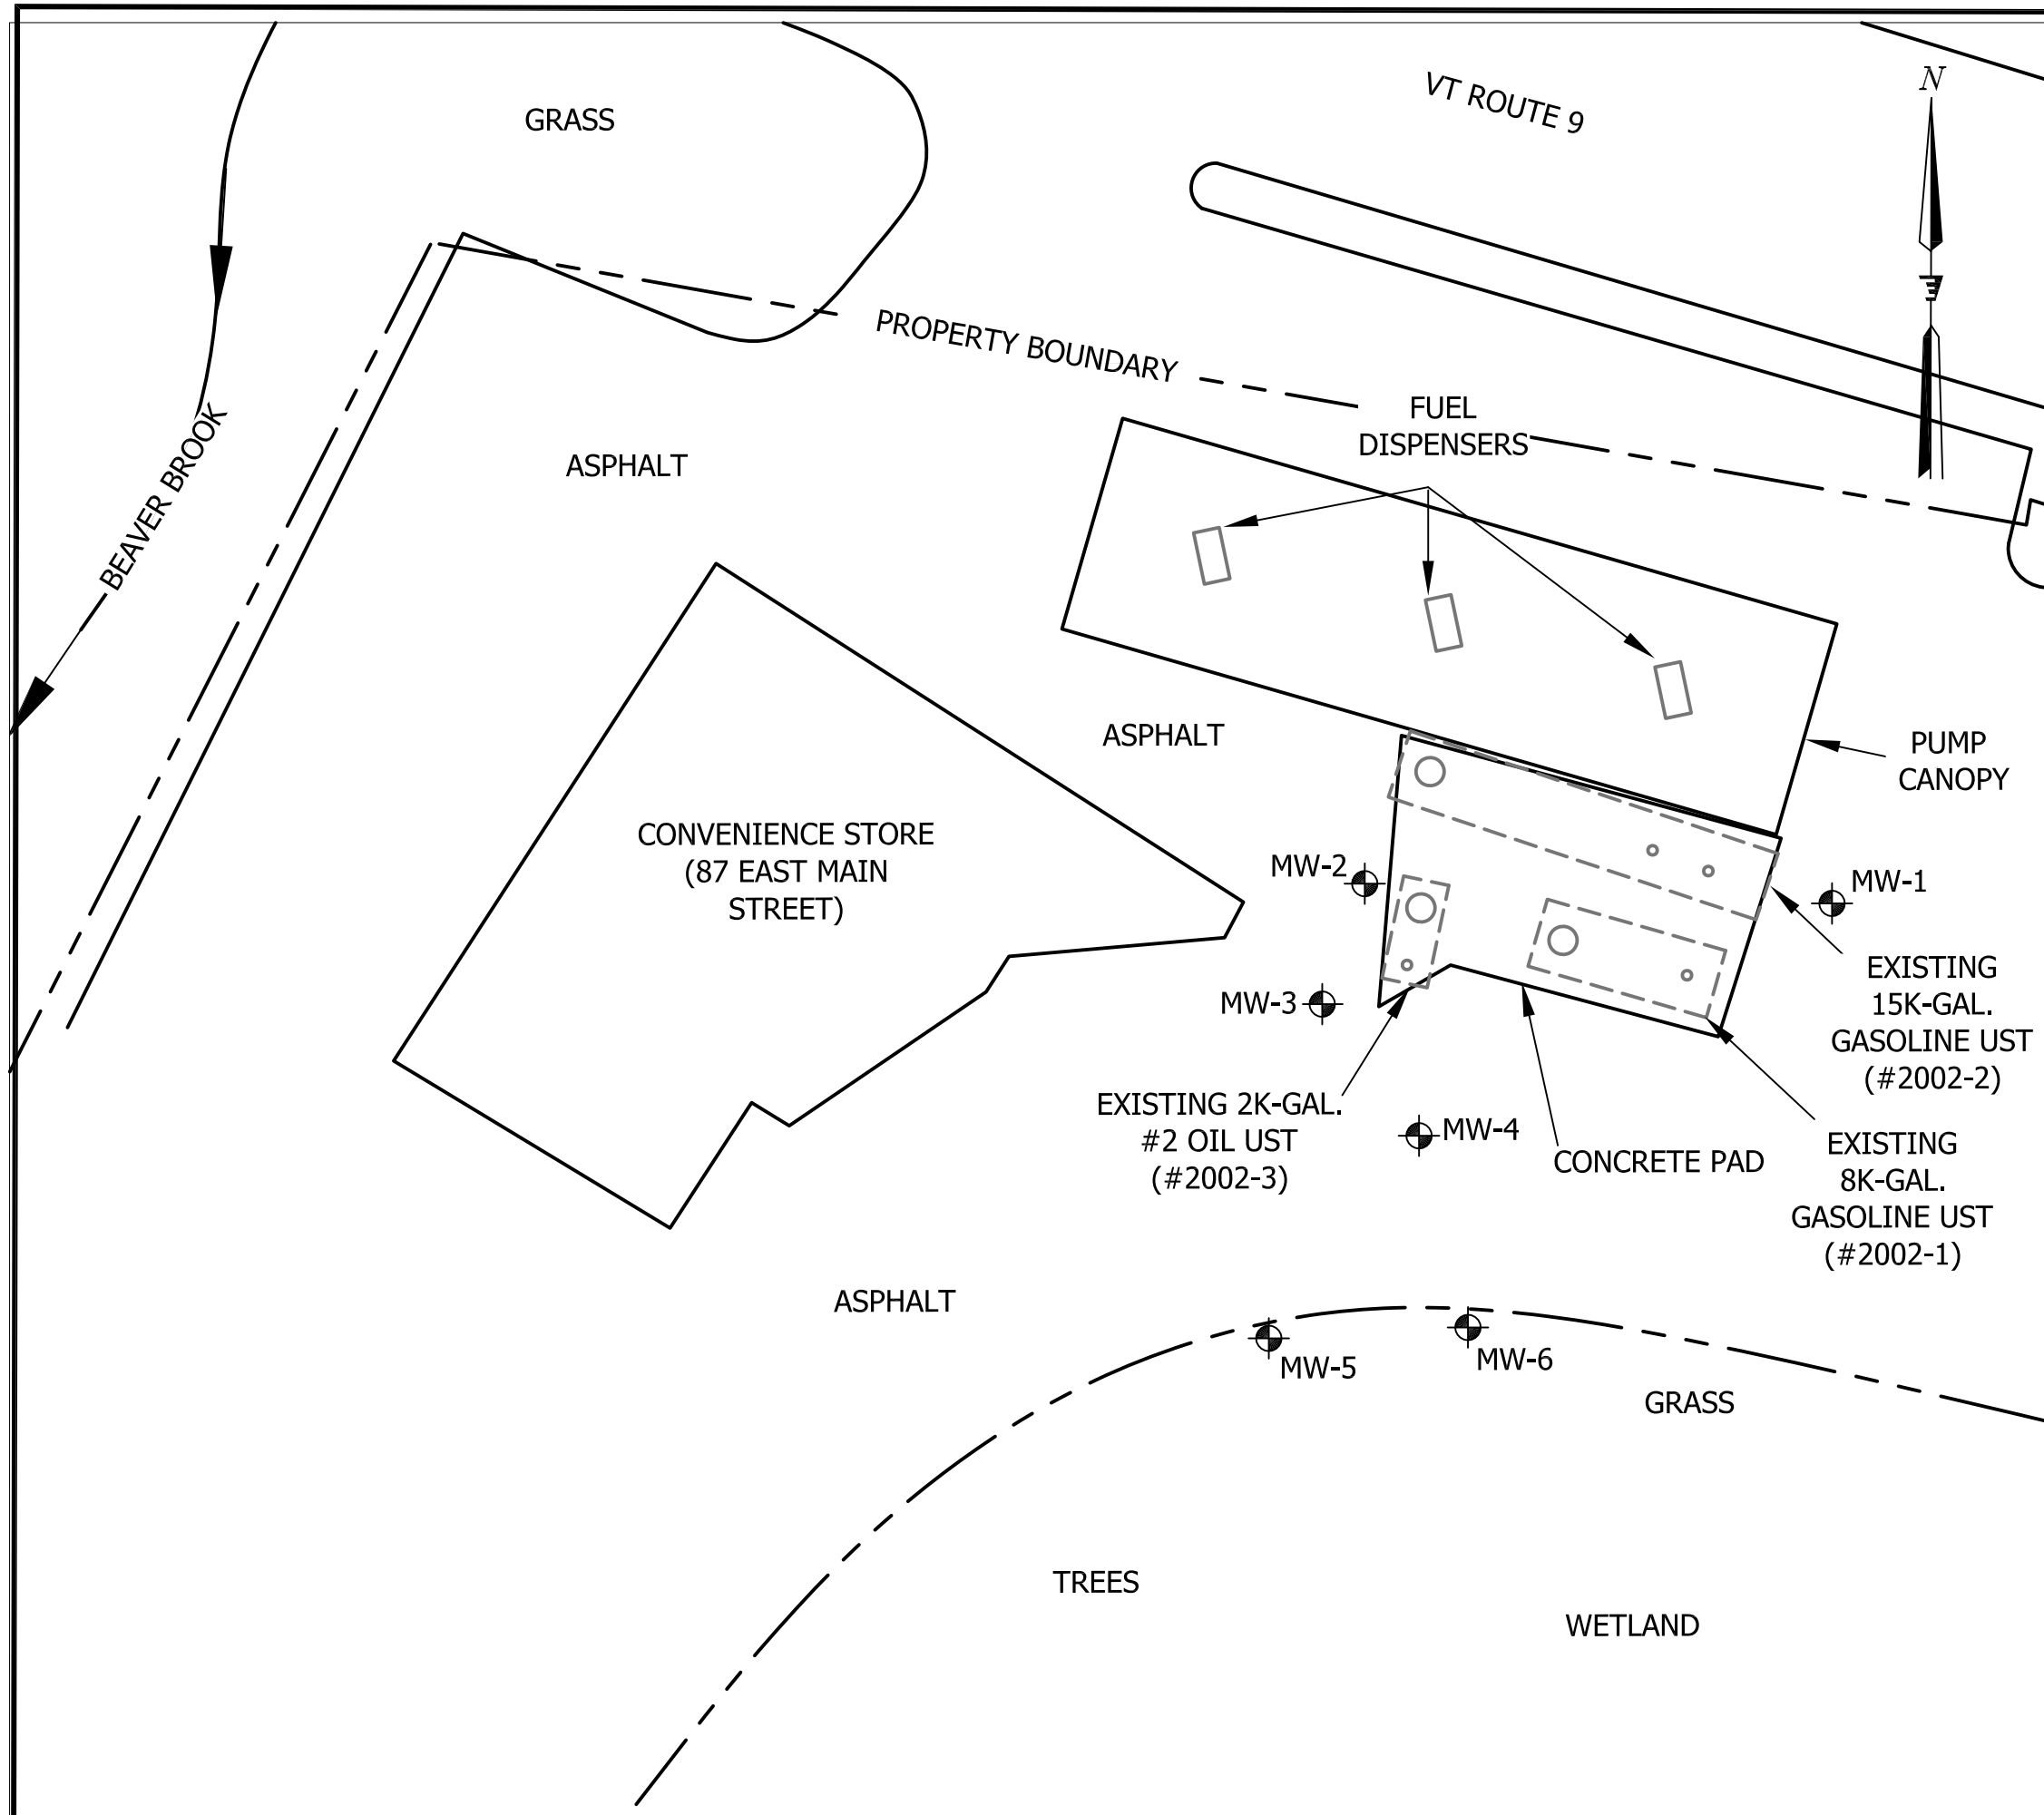 VT ROUTE 9
N
GRASS
PROPERTY BOUNDARY
FUEL
DISPENSERS
BEAVER BROOK
ASPHALT
ASPHALT
PUMP
CANOPY
CONVENIENCE STORE
(87 EAST MAIN
STREET)
MW-2
MW-1
MW-3
EXISTING
15K-GAL.
GASOLINE UST
(#2002-2)
EXISTING 2K-GAL.
#2 OIL UST
(#2002-3)
MW-4
CONCRETE PAD
EXISTING
8K-GAL.
GASOLINE UST
(#2002-1)
ASPHALT
MW-5
MW-6
GRASS
TREES
WETLAND